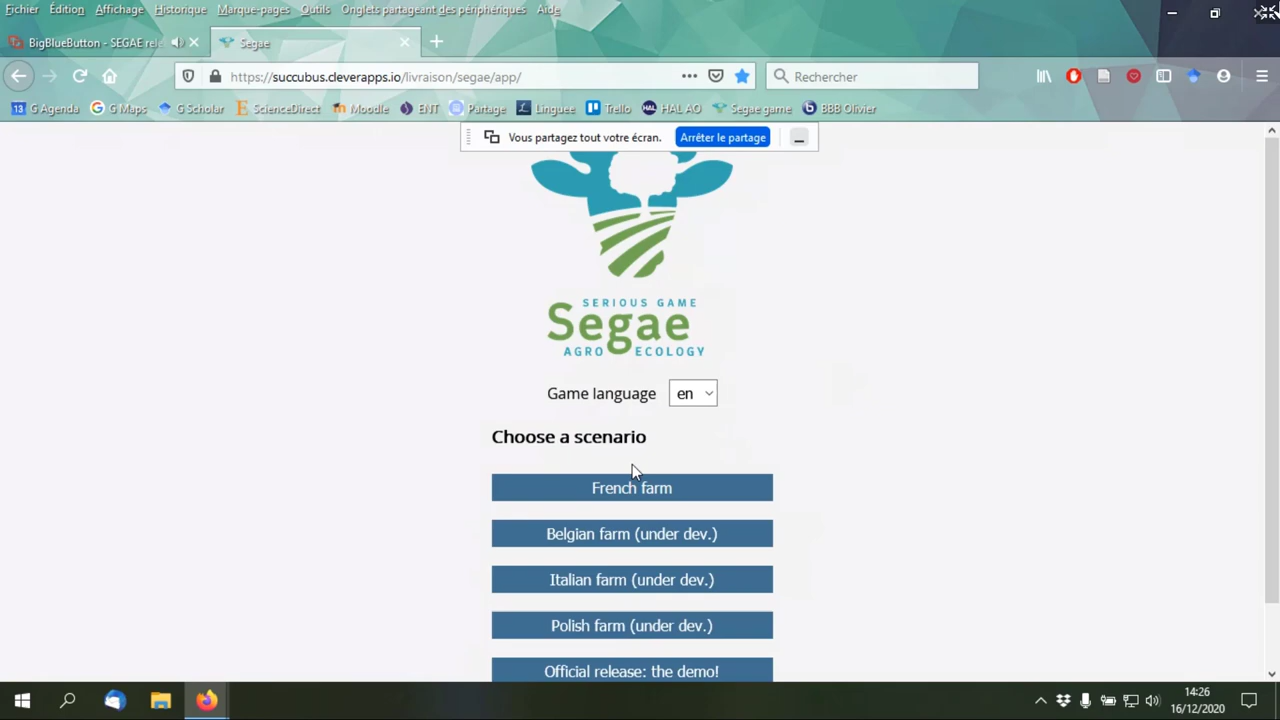 Fichier Édition Affichage Historique Marque-pages Outils Onglets partageant des périphériques Aide
BigBlueButton - SEGAE rele
Segae
https://succubus.cleverapps.io/livraison/segae/app/
Rechercher
13 G Agenda G Maps G Scholar ScienceDirect Moodle ENT Partage Linguee Trello HAL AO Segae game BBB Olivier
Vous partagez tout votre écran. Arrêter le partage
SERIOUS GAME
Segae
AGRO ECOLOGY
Game language en
Choose a scenario
French farm
Belgian farm (under dev.)
Italian farm (under dev.)
Polish farm (under dev.)
Official release: the demo!
14:26
16/12/2020